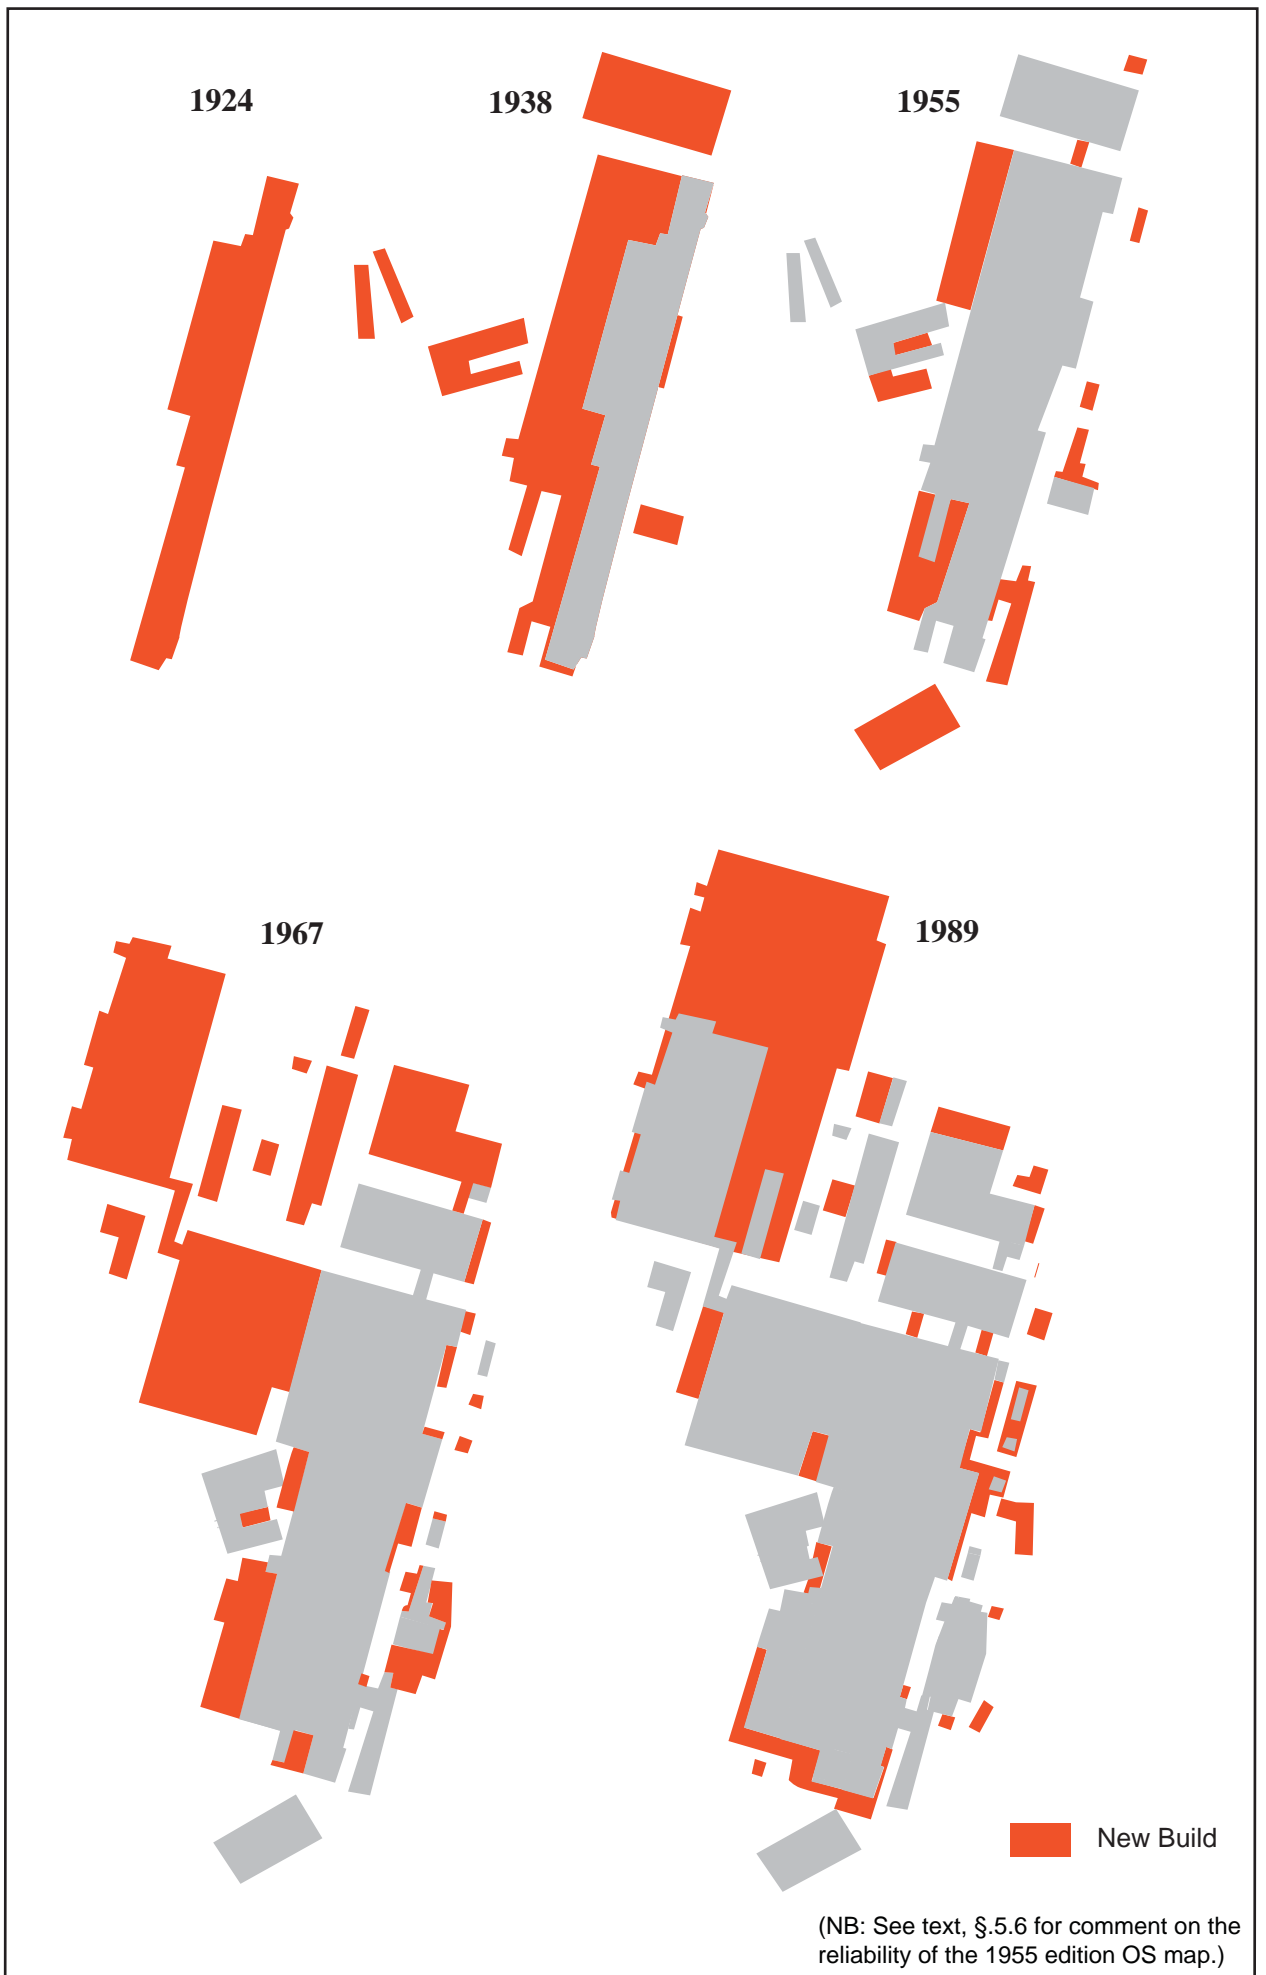 1924
1938
1955
1967
1989
New Build
(NB: See text, §.5.6 for comment on the
reliability of the 1955 edition OS map.)